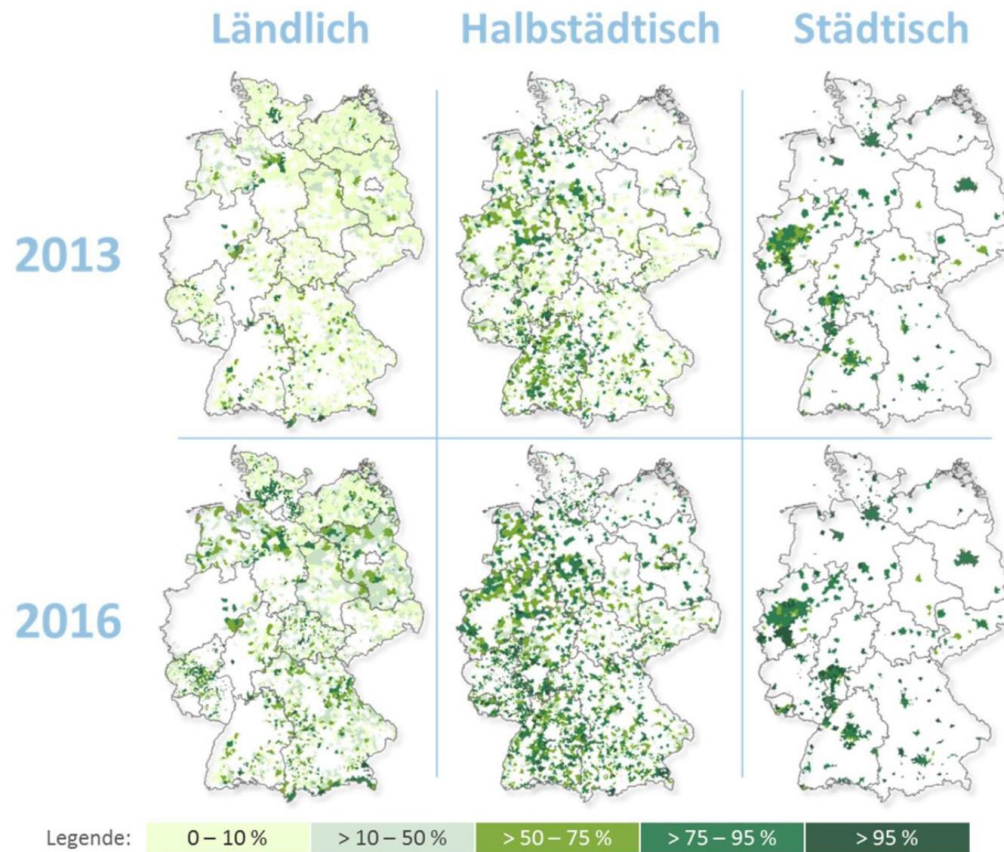 Ländlich Halbstädtisch Städtisch
2013
2016
Legende: 0 – 10 % > 10 – 50 % > 50 – 75 % > 75 – 95 % > 95 %